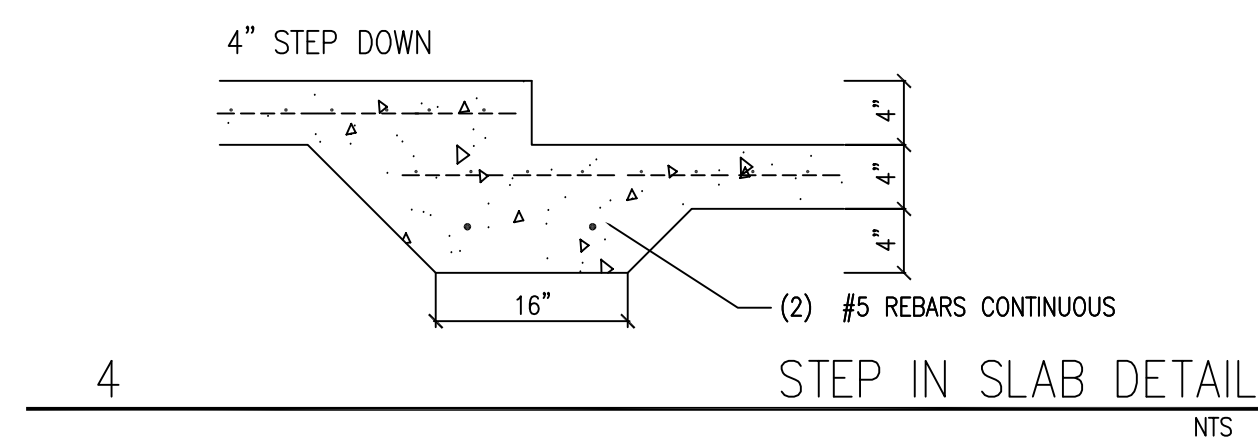 4” STEP DOWN
4”
4”
4”
16”
(2) #5 REBARS CONTINUOUS
4 STEP IN SLAB DETAIL
NTS